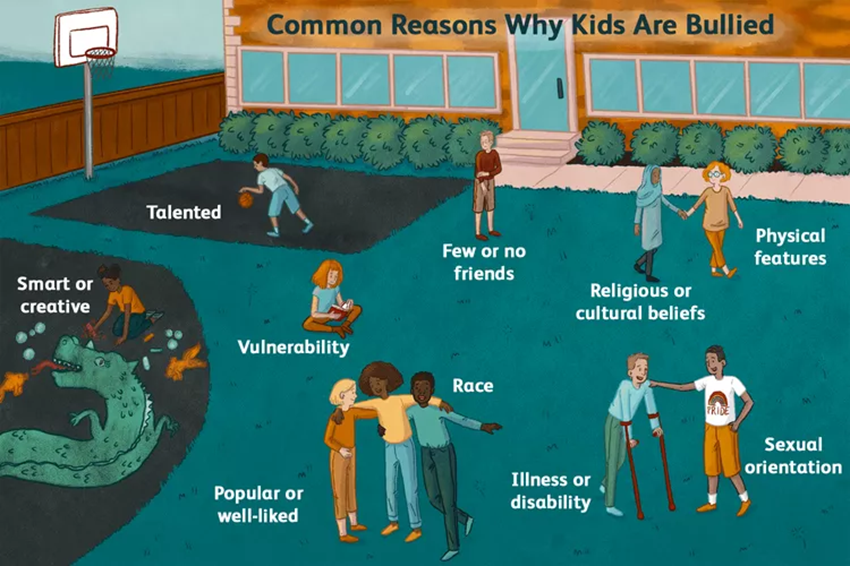 Common Reasons Why Kids Are Bullied
Talented
Few or no
friends
Physical
features
Smart or
creative
Religious or
cultural beliefs
Vulnerability
Race
PRIDE
Sexual
orientation
Illness or
disability
Popular or
well-liked